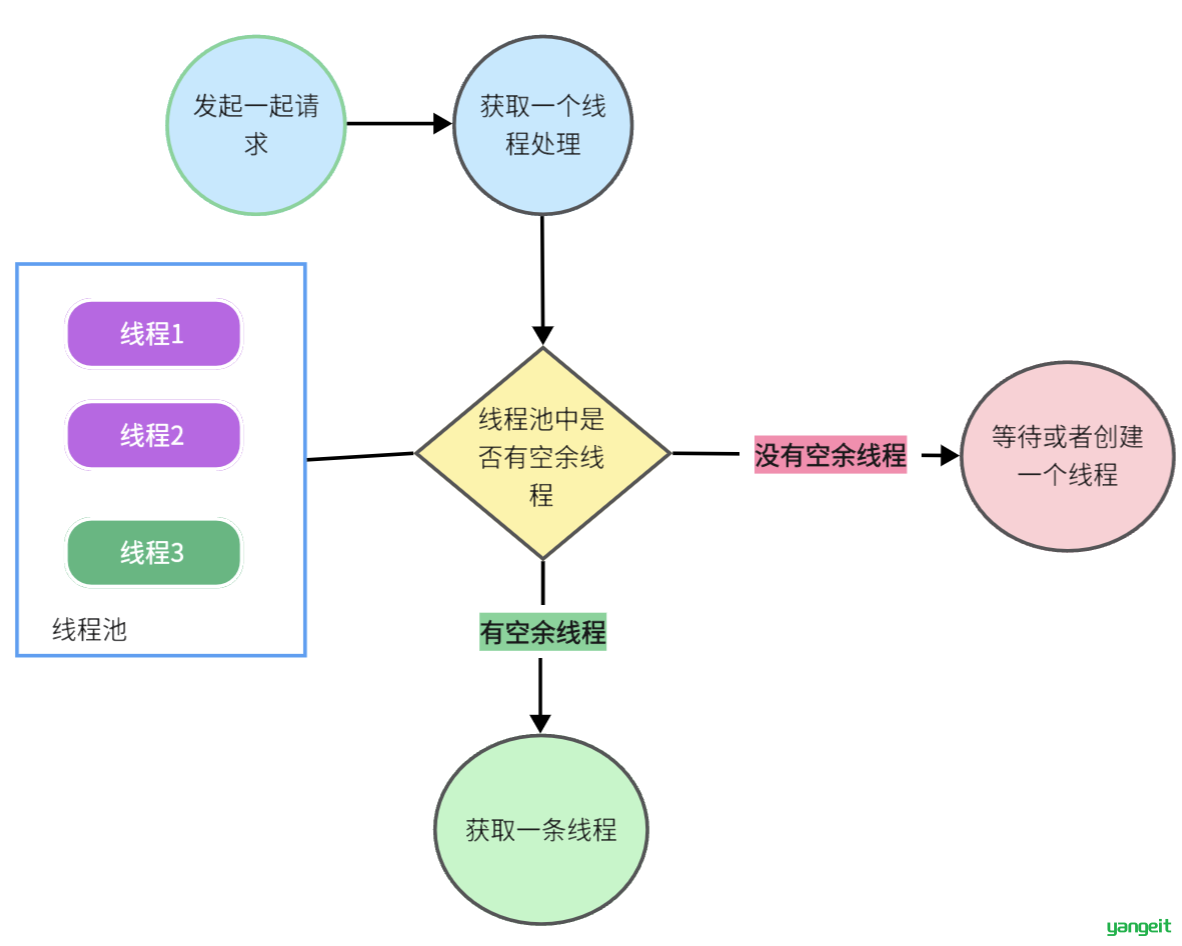 发起一起请
求
获取一个线
程处理
线程1
线程2
线程3
线程池
线程池中是
否有空余线
程
没有空余线程
等待或者创建
一个线程
有空余线程
获取一条线程
yangeit